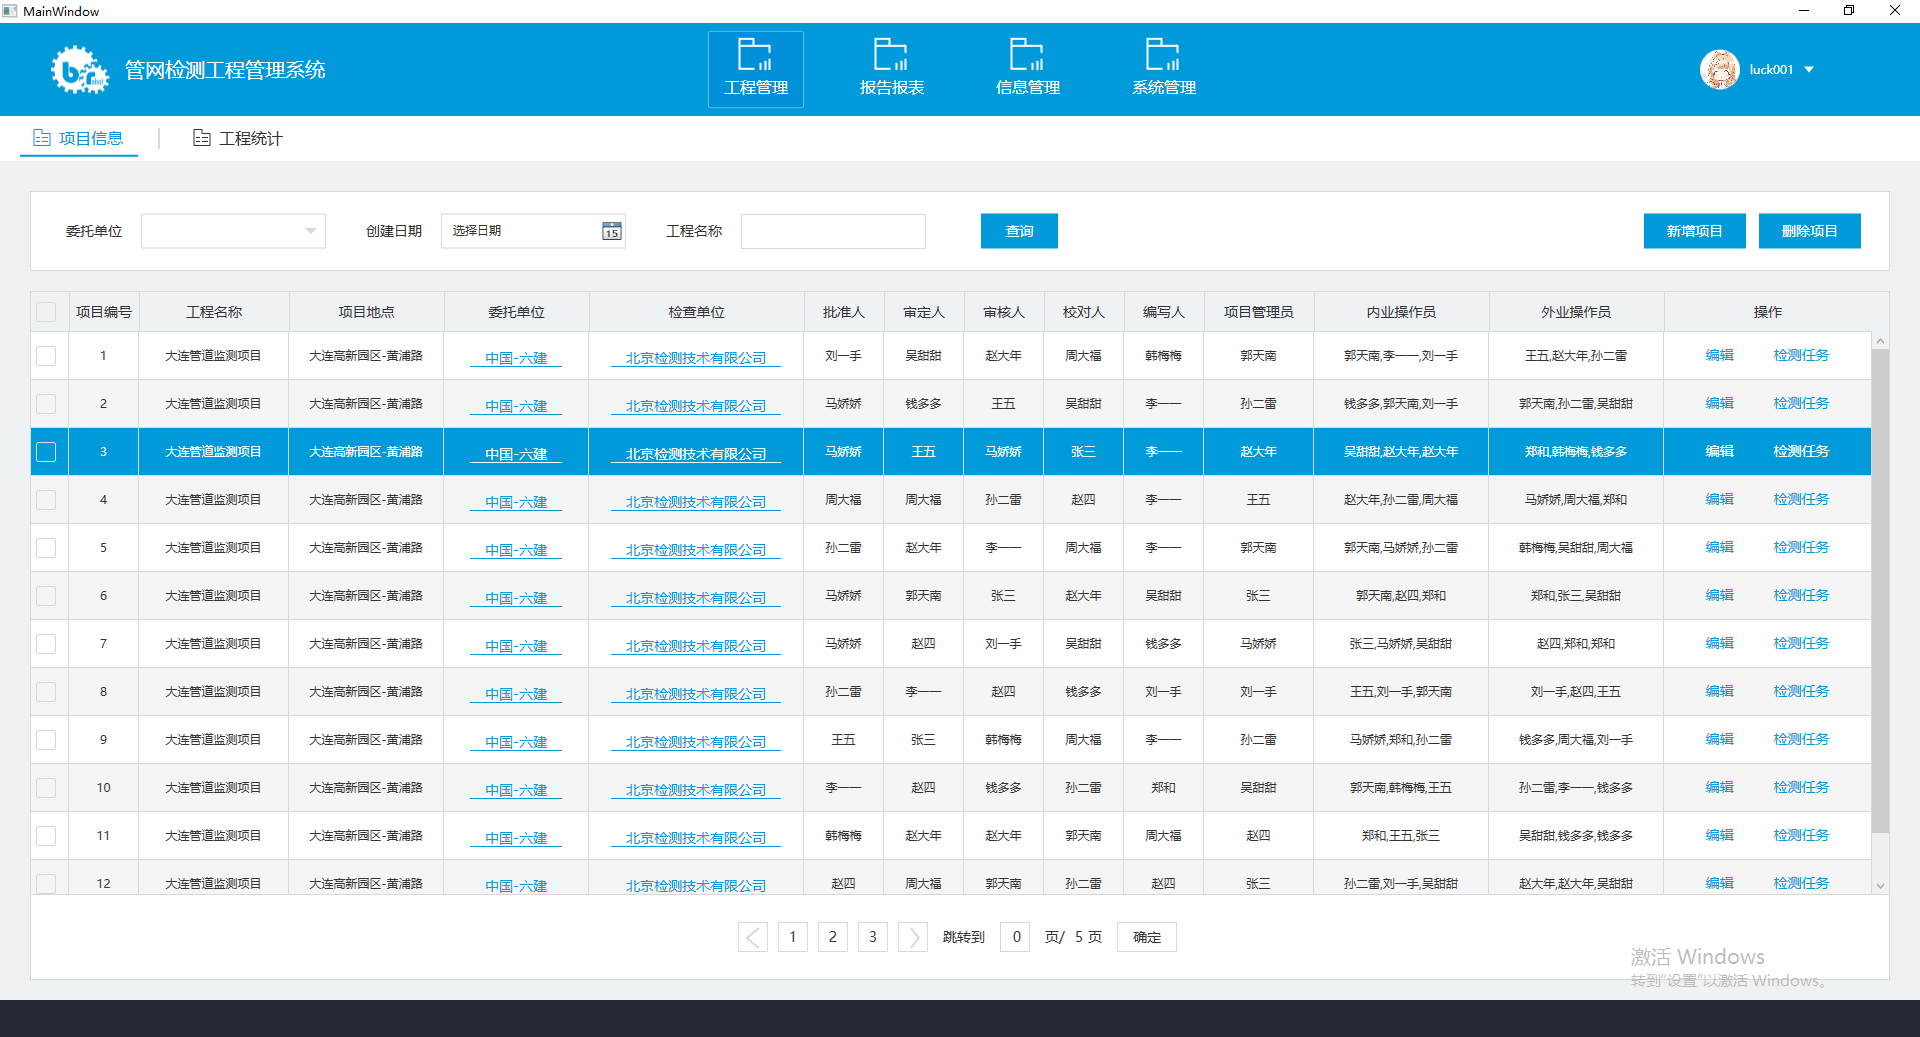 MainWindow
管网检测工程管理系统
工程管理 报告报表 信息管理 系统管理
luck001
项目信息 工程统计
委托单位 创建日期 选择日期 15 工程名称 查询 新增项目 删除项目
项目编号 工程名称 项目地点 委托单位 检查单位 批准人 审定人 审核人 校对人 编写人 项目管理员 内业操作员 外业操作员 操作
1 大连管道监测项目 大连高新园区-黄浦路 中国-六建 北京检测技术有限公司 刘一手 吴甜甜 赵大年 周大福 韩梅梅 郭天南 郭天南,李一一,刘一手 王五,赵大年,孙二雷 编辑 检测任务
2 大连管道监测项目 大连高新园区-黄浦路 中国-六建 北京检测技术有限公司 马娇娇 钱多多 王五 吴甜甜 李一一 孙二雷 钱多多,郭天南,刘一手 郭天南,孙二雷,吴甜甜 编辑 检测任务
3 大连管道监测项目 大连高新园区-黄浦路 中国-六建 北京检测技术有限公司 马娇娇 王五 马娇娇 张三 李一一 赵大年 吴甜甜,赵大年,赵大年 郑和,韩梅梅,钱多多 编辑 检测任务
4 大连管道监测项目 大连高新园区-黄浦路 中国-六建 北京检测技术有限公司 周大福 周大福 孙二雷 赵四 李一一 王五 赵大年,孙二雷,周大福 马娇娇,周大福,郑和 编辑 检测任务
5 大连管道监测项目 大连高新园区-黄浦路 中国-六建 北京检测技术有限公司 孙二雷 赵大年 李一一 周大福 李一一 郭天南 郭天南,马娇娇,孙二雷 韩梅梅,吴甜甜,周大福 编辑 检测任务
6 大连管道监测项目 大连高新园区-黄浦路 中国-六建 北京检测技术有限公司 马娇娇 郭天南 张三 赵大年 吴甜甜 张三 郭天南,赵四,郑和 郑和,张三,吴甜甜 编辑 检测任务
7 大连管道监测项目 大连高新园区-黄浦路 中国-六建 北京检测技术有限公司 马娇娇 赵四 刘一手 吴甜甜 钱多多 马娇娇 张三,马娇娇,吴甜甜 赵四,郑和,郑和 编辑 检测任务
8 大连管道监测项目 大连高新园区-黄浦路 中国-六建 北京检测技术有限公司 孙二雷 李一一 赵四 钱多多 刘一手 刘一手 王五,刘一手,郭天南 刘一手,赵四,王五 编辑 检测任务
9 大连管道监测项目 大连高新园区-黄浦路 中国-六建 北京检测技术有限公司 王五 张三 韩梅梅 周大福 李一一 孙二雷 马娇娇,郑和,孙二雷 钱多多,周大福,刘一手 编辑 检测任务
10 大连管道监测项目 大连高新园区-黄浦路 中国-六建 北京检测技术有限公司 李一一 赵四 钱多多 孙二雷 郑和 吴甜甜 郭天南,韩梅梅,王五 孙二雷,李一一,钱多多 编辑 检测任务
11 大连管道监测项目 大连高新园区-黄浦路 中国-六建 北京检测技术有限公司 韩梅梅 赵大年 赵大年 郭天南 周大福 赵四 郑和,王五,张三 吴甜甜,钱多多,钱多多 编辑 检测任务
12 大连管道监测项目 大连高新园区-黄浦路 中国-六建 北京检测技术有限公司 赵四 周大福 郭天南 孙二雷 赵四 张三 孙二雷,刘一手,吴甜甜 赵大年,赵大年,吴甜甜 编辑 检测任务
1 2 3 跳转到 0 页/ 5 页 确定
激活 Windows
转到"设置"以激活 Windows。